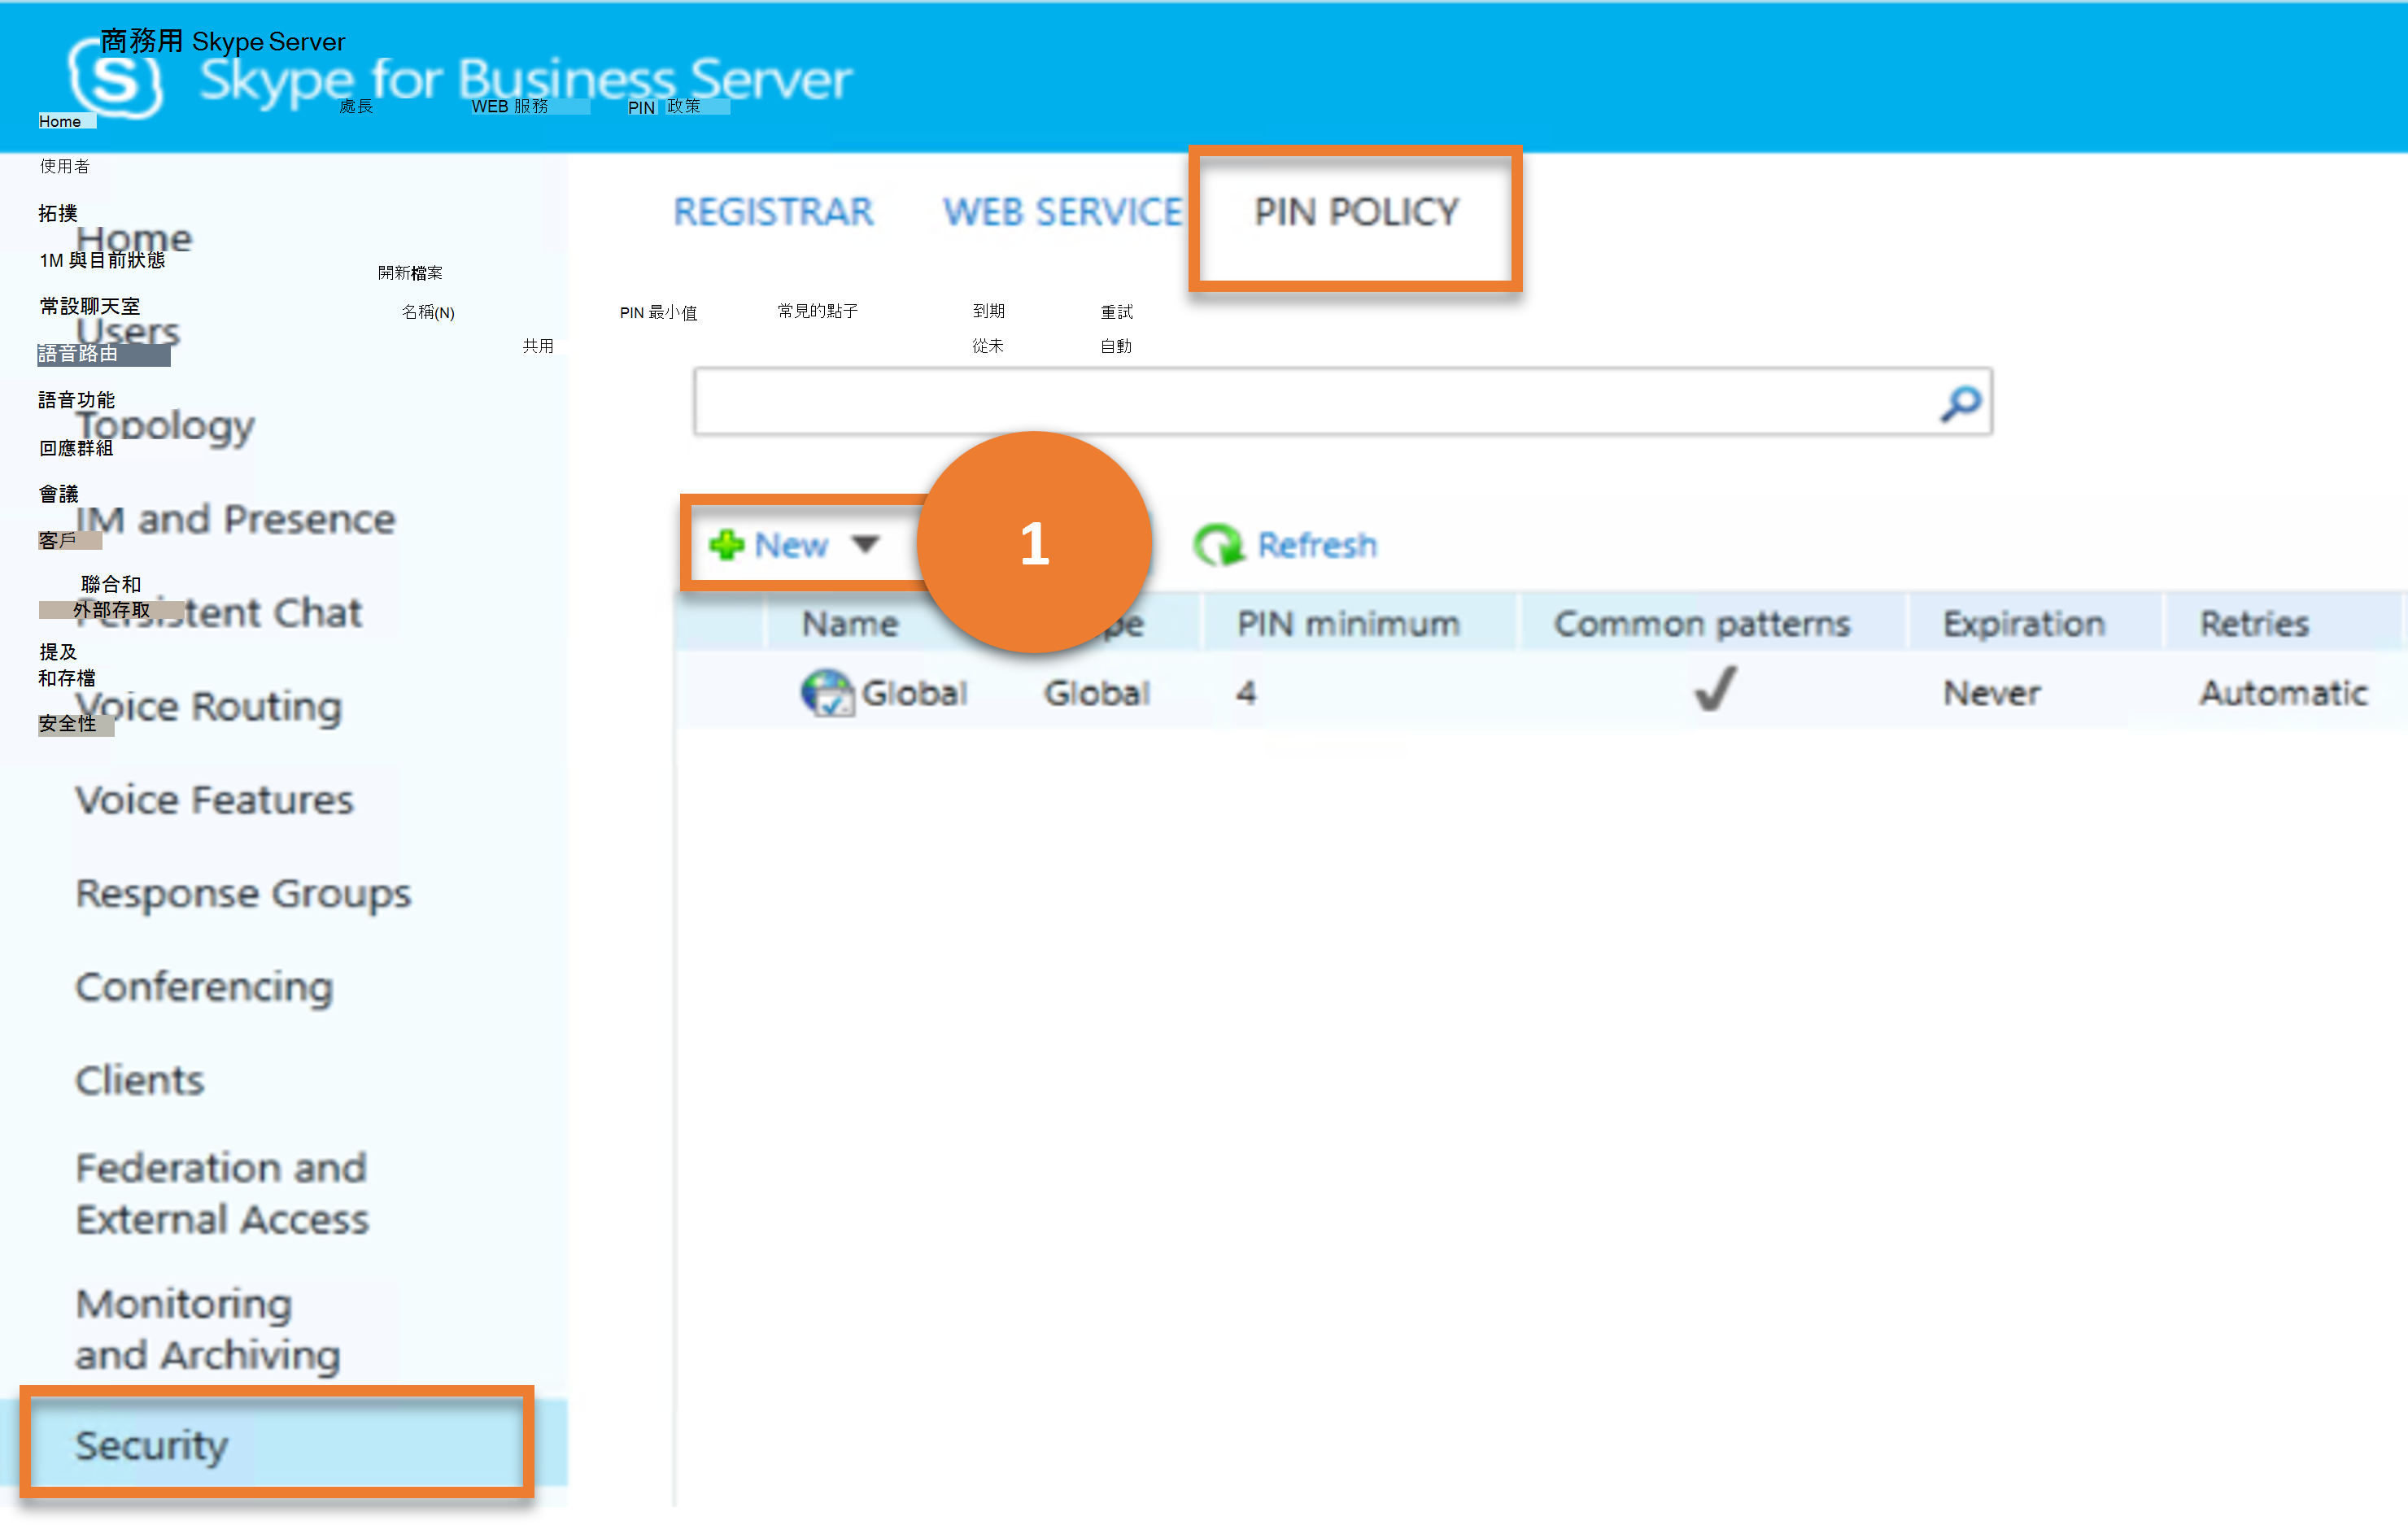 商務用 Skype Server
Skype for Business Server
處長 WEB 服務 PIN 政策
Home
使用者
REGISTRAR WEB SERVICE PIN POLICY
拓撲
Home
1M 與目前狀態
開新檔案
常設聊天室
名稱(N) PIN 最小值 常見的點子 到期 重試
Users
共用 從未 自動
語音路由
語音功能
Topology
回應群組
會議
IM and Presence
客戶
New 1 Refresh
聯合和
外部存取
Persistent Chat
Name PIN minimum Common patterns Expiration Retries
提及
和存檔
Global Global 4 Never Automatic
Voice Routing
安全性
Voice Features
Response Groups
Conferencing
Clients
Federation and
External Access
Monitoring
and Archiving
Security